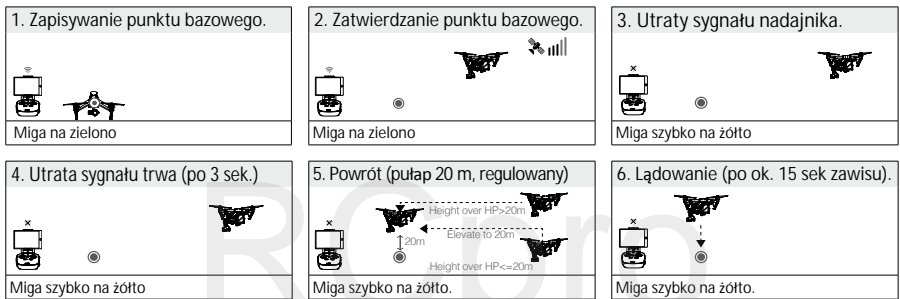 1. Zapisywanie punktu bazowego.
Miga na zielono
2. Zatwierdzanie punktu bazowego.
Miga na zielono
3. Utraty sygnału nadajnika.
Miga szybko na żółto
4. Utrata sygnału trwa (po 3 sek.)
Miga szybko na żółto
5. Powrót (pułap 20 m, regulowany)
Height over HP>20m
Elevate to 20m
20m
Height over HP<=20m
Miga szybko na żółto.
6. Lądowanie (po ok. 15 sek zawisu).
Miga szybko na żółto.
RCpro